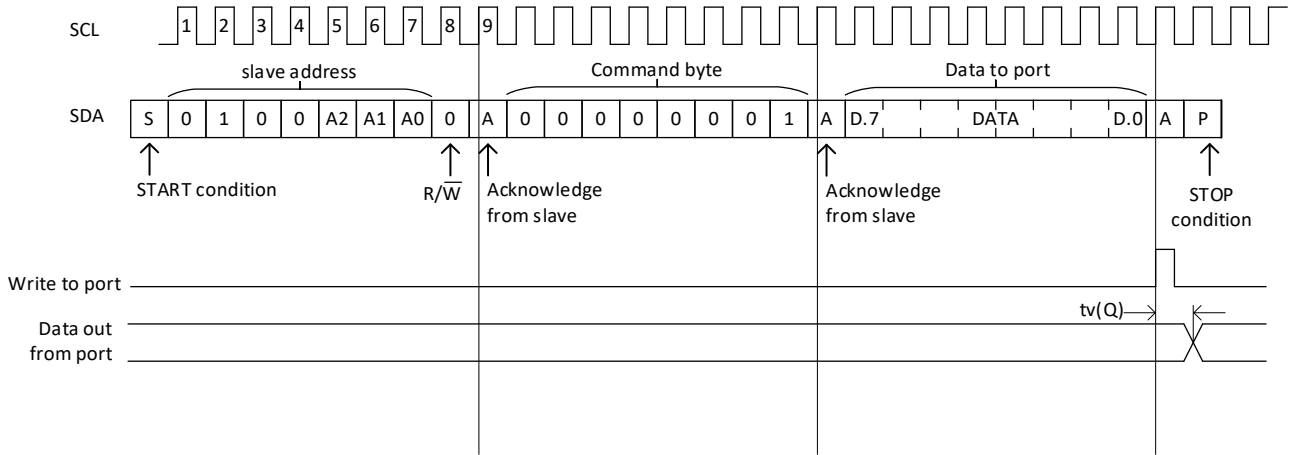 SCL 1 2 3 4 5 6 7 8 9
slave address Command byte Data to port
SDA S 0 1 0 0 A2 A1 A0 0 A 0 0 0 0 0 0 0 1 A D.7 DATA D.0 A P
START condition R/W̅ Acknowledge from slave Acknowledge from slave STOP condition
Write to port
tv(Q)
Data out
from port